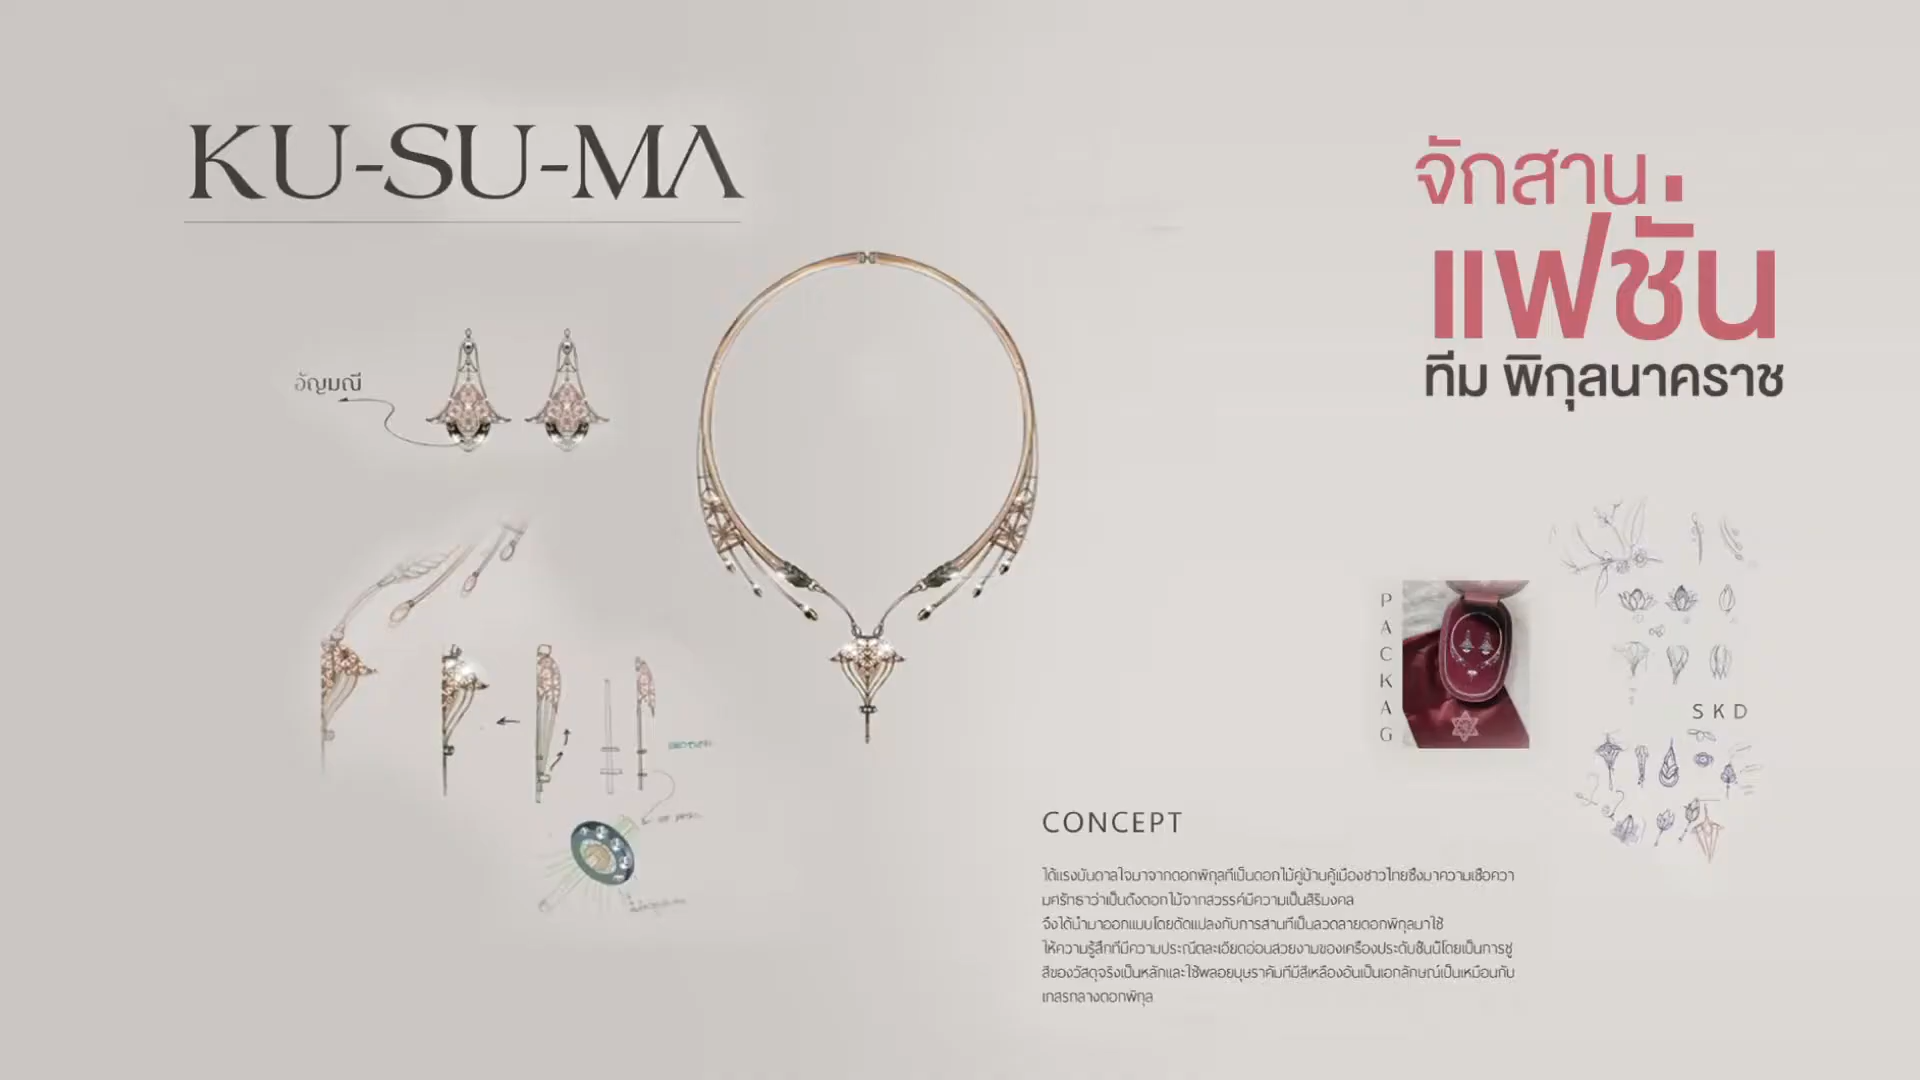 KU-SU-MA
จักสาน
แฟชั่น
ทีม พิกุลนาคราช
อัญมณี
PACKAG
SKD
CONCEPT
ได้แรงบันดาลใจมาจากดอกพิกุลที่เป็นดอกไม้คู่บ้านคู่เมืองชาวไทยซึ่งมาความเชื่อควา
มศรัทธาว่าเป็นดั่งดอกไม้จากสวรรค์มีความเป็นสิริมงคล
จึงได้นำมาออกแบบโดยดัดแปลงกับการสานที่เป็นลวดลายดอกพิกุลมาใช้
ให้ความรู้สึกที่มีความประณีตละเอียดอ่อนสวยงามของเครื่องประดับชิ้นนี้โดยเป็นการชู
สีของวัสดุจริงเป็นหลักและใช้พลอยบุษราคัมที่มีสีเหลืองอันเป็นเอกลักษณ์เป็นเหมือนกับ
เกสรกลางดอกพิกุล